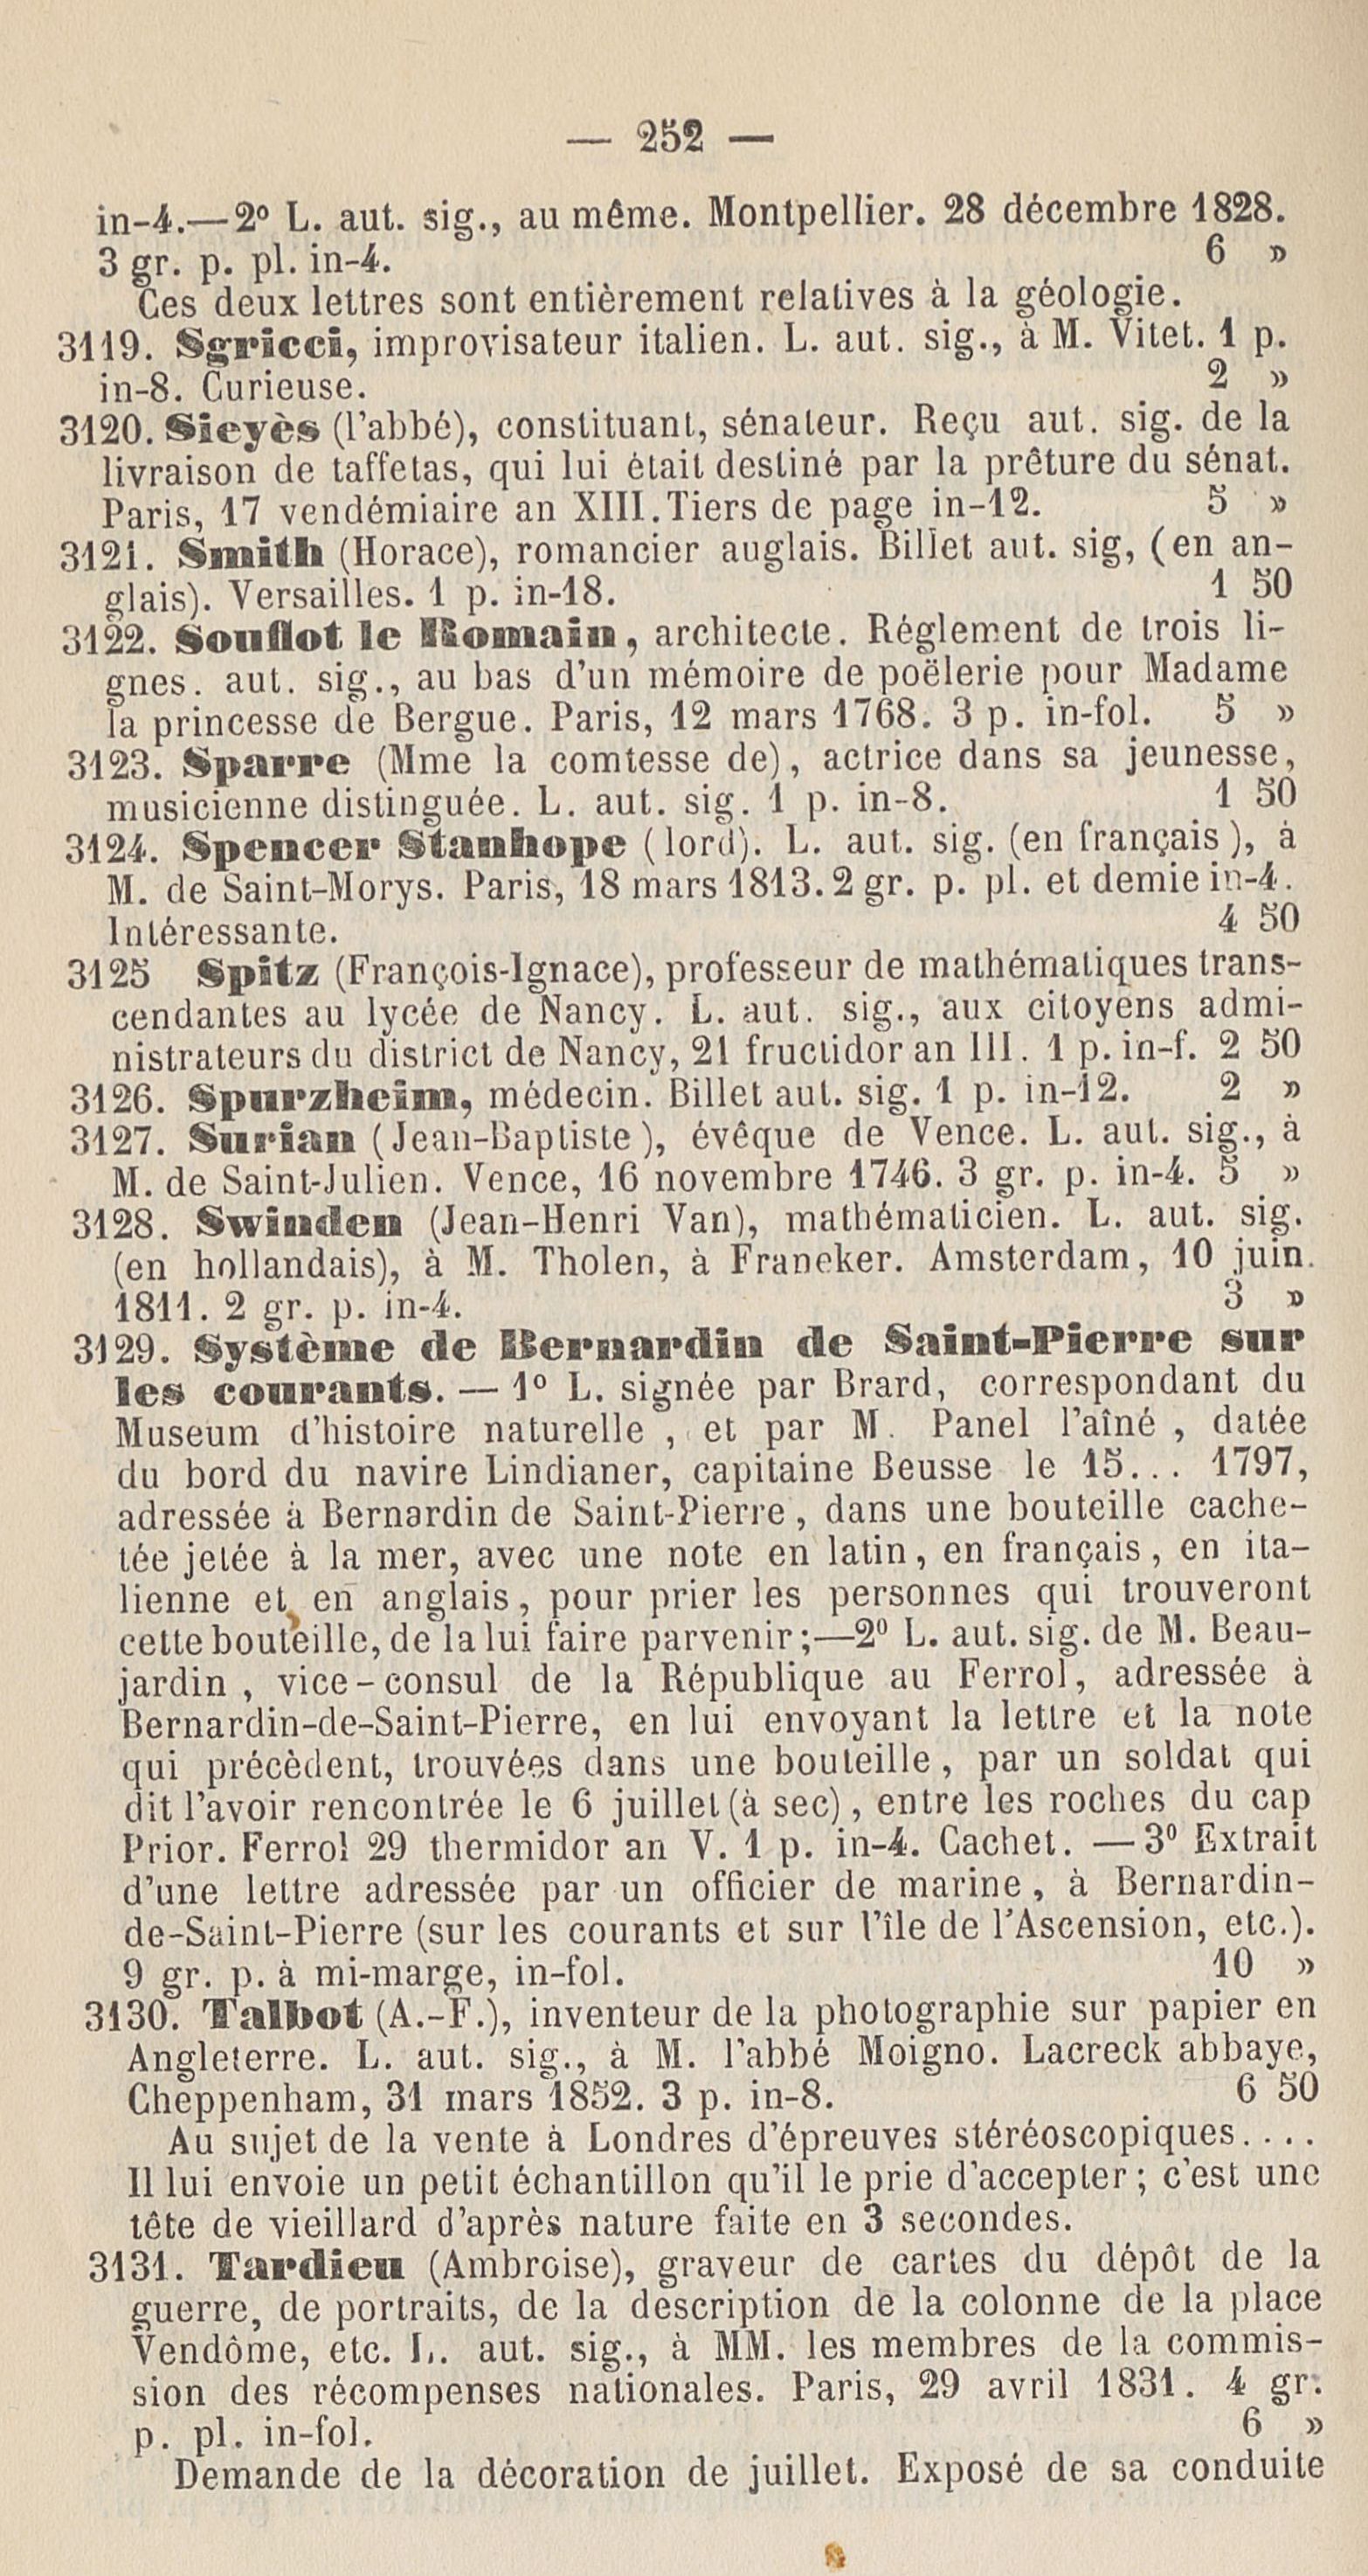 — 252 —
in-4.—2º L. aut. sig., au même. Montpellier. 28 décembre 1828.
3 gr. p. pl. in-4. 6 »
Ces deux lettres sont entièrement relatives à la géologie.
3119. Sgricci, improvisateur italien. L. aut. sig., à M. Vitet. 1 p.
in-8. Curieuse. 2 »
3120. Sieyès (l'abbé), constituant, sénateur. Reçu aut. sig. de la
livraison de taffetas, qui lui était destiné par la prêture du sénat.
Paris, 17 vendémiaire an XIII. Tiers de page in-12. 5 »
3121. Smith (Horace), romancier auglais. Billet aut. sig, (en an-
glais). Versailles. 1 p. in-18. 1 50
3122. Souflot le Romain, architecte. Réglement de trois li-
gnes. aut. sig., au bas d'un mémoire de poëlerie pour Madame
la princesse de Bergue. Paris, 12 mars 1768. 3 p. in-fol. 5 »
3123. Sparre (Mme la comtesse de), actrice dans sa jeunesse,
musicienne distinguée. L. aut. sig. 1 p. in-8. 1 50
3124. Spencer Stanhope (lord). L. aut. sig. (en français), à
M. de Saint-Morys. Paris, 18 mars 1813. 2 gr. p. pl. et demie in-4.
Intéressante. 4 50
3125 Spitz (François-Ignace), professeur de mathématiques trans-
cendantes au lycée de Nancy. L. aut. sig., aux citoyens admi-
nistrateurs du district de Nancy, 21 fructidor an III. 1 p. in-f. 2 50
3126. Spurzheim, médecin. Billet aut. sig. 1 p. in-12. 2 »
3127. Surian (Jean-Baptiste), évêque de Vence. L. aut. sig., à
M. de Saint-Julien. Vence, 16 novembre 1746. 3 gr. p. in-4. 5 »
3128. Swinden (Jean-Henri Van), mathématicien. L. aut. sig.
(en hollandais), à M. Tholen, à Franeker. Amsterdam, 10 juin.
1811. 2 gr. p. in-4. 3 »
3129. Système de Bernardin de Saint-Pierre sur
les courants. — 1º L. signée par Brard, correspondant du
Museum d'histoire naturelle , et par M. Panel l'aîné , datée
du bord du navire Lindianer, capitaine Beusse le 15... 1797,
adressée à Bernardin de Saint-Pierre, dans une bouteille cache-
tée jetée à la mer, avec une note en latin, en français, en ita-
lienne et en anglais, pour prier les personnes qui trouveront
cette bouteille, de la lui faire parvenir;—2º L. aut. sig. de M. Beau-
jardin , vice-consul de la République au Ferrol, adressée à
Bernardin-de-Saint-Pierre, en lui envoyant la lettre et la note
qui précèdent, trouvées dans une bouteille, par un soldat qui
dit l'avoir rencontrée le 6 juillet (à sec), entre les roches du cap
Prior. Ferrol 29 thermidor an V. 1 p. in-4. Cachet. — 3º Extrait
d'une lettre adressée par un officier de marine, à Bernardin-
de-Saint-Pierre (sur les courants et sur l'île de l'Ascension, etc.).
9 gr. p. à mi-marge, in-fol. 10 »
3130. Talbot (A.-F.), inventeur de la photographie sur papier en
Angleterre. L. aut. sig., à M. l'abbé Moigno. Lacreck abbaye,
Cheppenham, 31 mars 1852. 3 p. in-8. 6 50
Au sujet de la vente à Londres d'épreuves stéréoscopiques....
Il lui envoie un petit échantillon qu'il le prie d'accepter; c'est une
tête de vieillard d'après nature faite en 3 secondes.
3131. Tardieu (Ambroise), graveur de cartes du dépôt de la
guerre, de portraits, de la description de la colonne de la place
Vendôme, etc. L. aut. sig., à MM. les membres de la commis-
sion des récompenses nationales. Paris, 29 avril 1831. 4 gr.
p. pl. in-fol. 6 »
Demande de la décoration de juillet. Exposé de sa conduite